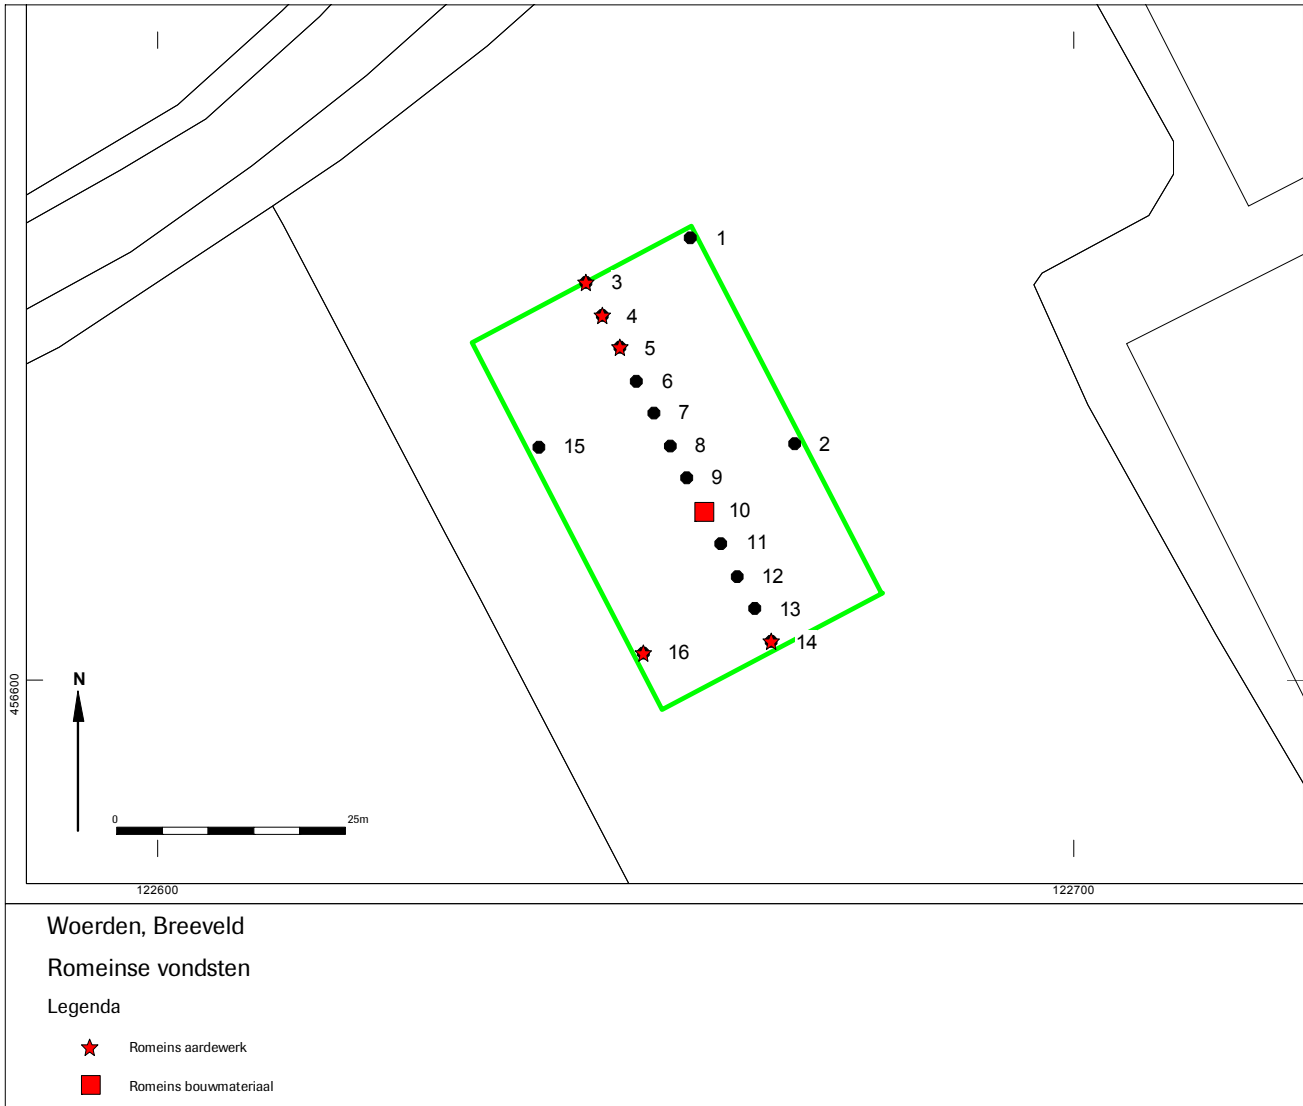 1
3
4
5
6
7
15
8
2
9
10
11
12
13
14
16
456600
N
0 25m
122600 122700
Woerden, Breeveld
Romeinse vondsten
Legenda
Romeins aardewerk
Romeins bouwmateriaal